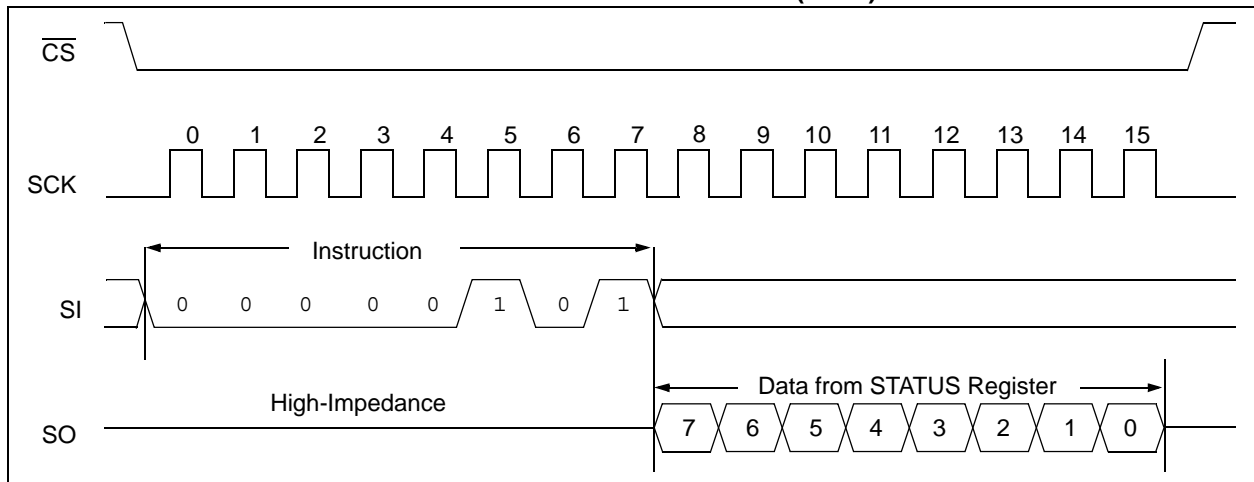 CS
0 1 2 3 4 5 6 7 8 9 10 11 12 13 14 15
SCK
Instruction
SI
0 0 0 0 0 1 0 1
Data from STATUS Register
High-Impedance
SO
7 6 5 4 3 2 1 0